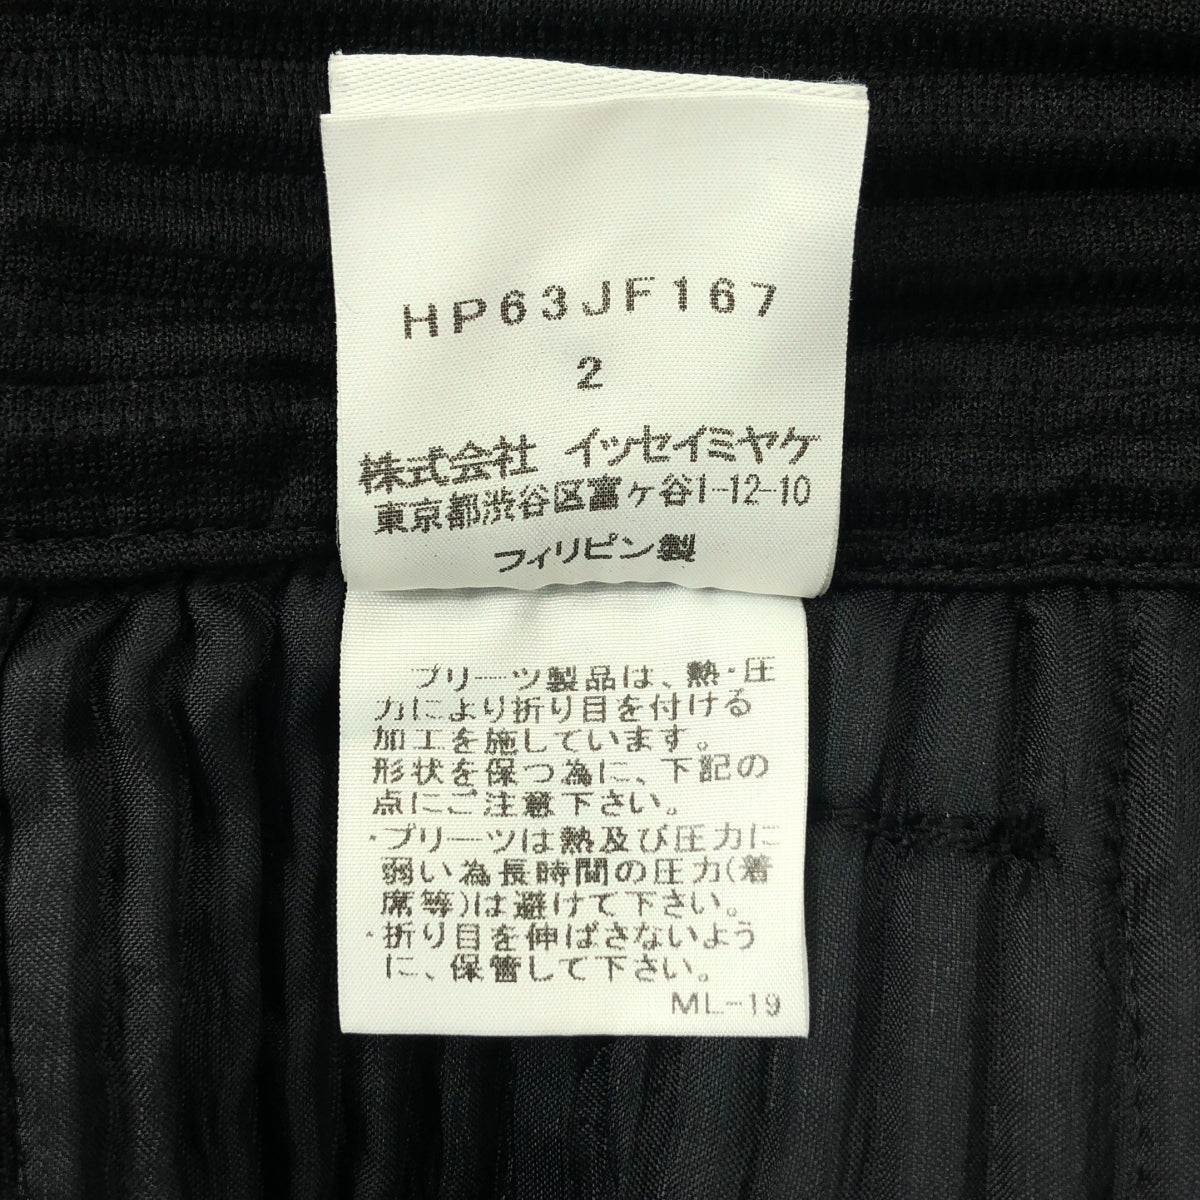 HP63JF167
2
株式会社 イッセイミヤケ
東京都渋谷区富ヶ谷1-12-10
フィリピン製
プリーツ製品は、熱・圧
力により折り目を付ける
加工を施しています。
形状を保つ為に、下記の
点にご注意下さい。
・プリーツは熱及び圧力に
弱い為長時間の圧力(着
席等)は避けて下さい。
・折り目を伸ばさないよう
に、保管して下さい。
ML-19